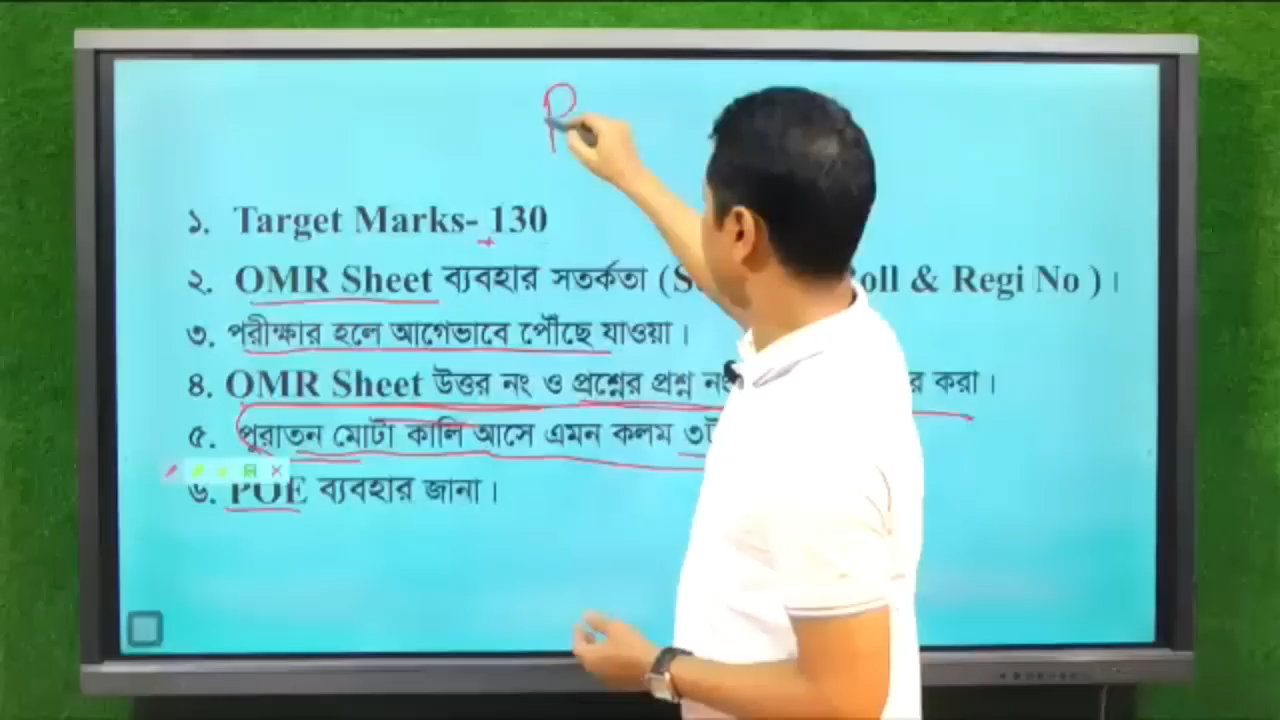 P
১. Target Marks- 130
২. OMR Sheet ব্যবহার সতর্কতা (S oll & Regi No )।
৩. পরীক্ষার হলে আগেভাবে পৌঁছে যাওয়া।
৪. OMR Sheet উত্তর নং ও প্রশ্নের প্রশ্ন নং র করা।
৫. পুরাতন মোটা কালি আসে এমন কলম ৩ট
৬. POE ব্যবহার জানা।